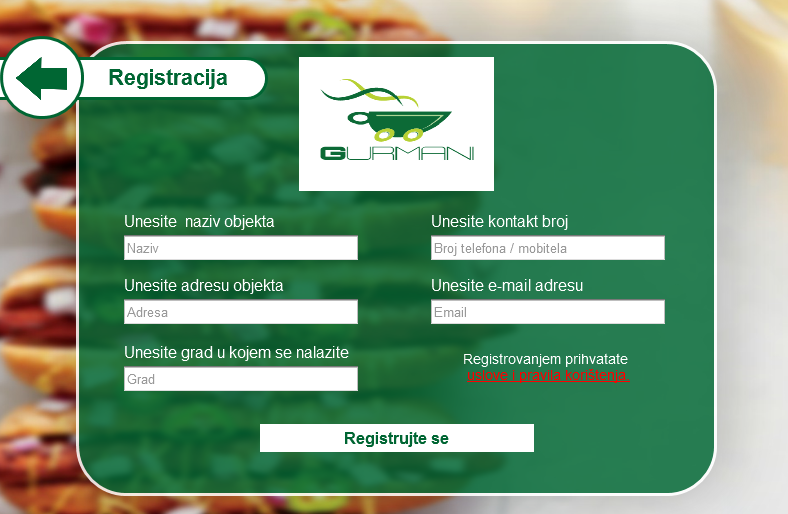 Registracija
GURMANI
Unesite naziv objekta
Naziv
Unesite kontakt broj
Broj telefona / mobitela
Unesite adresu objekta
Adresa
Unesite e-mail adresu
Email
Unesite grad u kojem se nalazite
Grad
Registrovanjem prihvatate
uslove i pravila korištenja.
Registrujte se